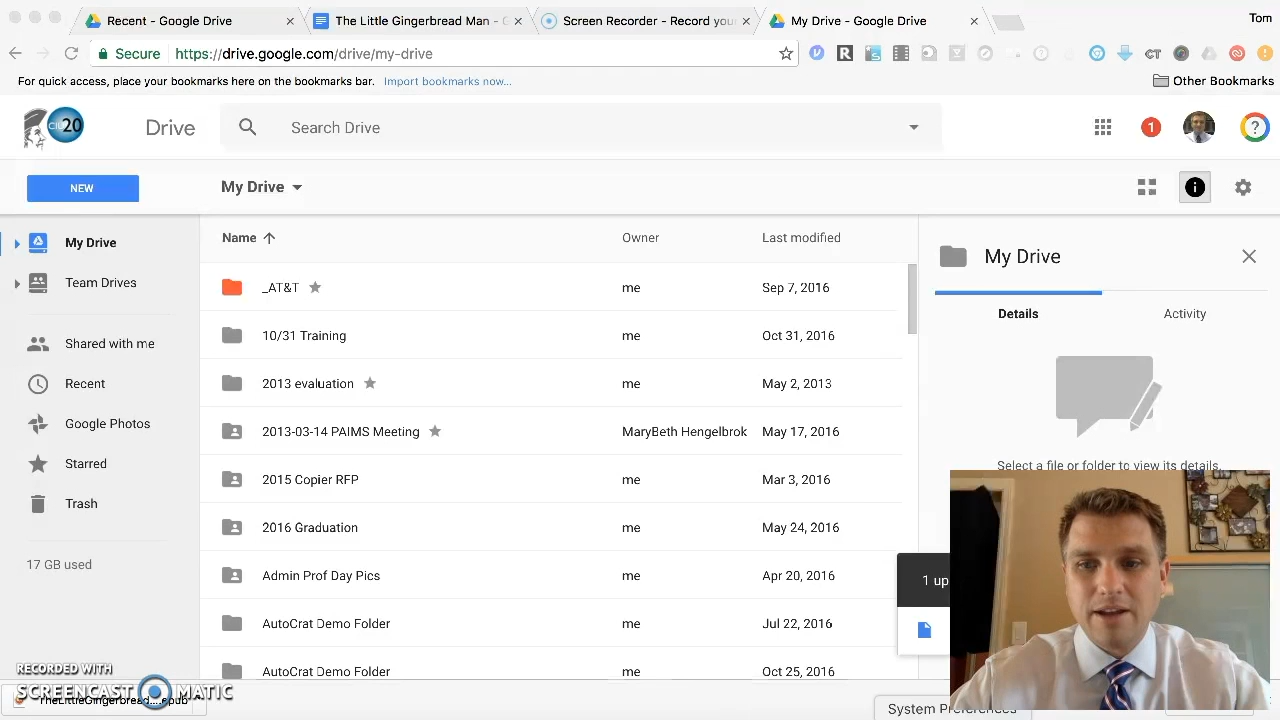 Recent - Google Drive
The Little Gingerbread Man - G
Screen Recorder - Record you
My Drive - Google Drive
Tom
Secure
https://drive.google.com/drive/my-drive
For quick access, place your bookmarks here on the bookmarks bar. Import bookmarks now...
Other Bookmarks
20
Drive
Search Drive
1
?
NEW
My Drive
My Drive
Team Drives
Shared with me
Recent
Google Photos
Starred
Trash
17 GB used
Name Owner Last modified
_AT&T me Sep 7, 2016
10/31 Training me Oct 31, 2016
2013 evaluation me May 2, 2013
2013-03-14 PAIMS Meeting MaryBeth Hengelbrok May 17, 2016
2015 Copier RFP me Mar 3, 2016
2016 Graduation me May 24, 2016
Admin Prof Day Pics me Apr 20, 2016
AutoCrat Demo Folder me Jul 22, 2016
AutoCrat Demo Folder me Oct 25, 2016
My Drive
Details Activity
Select a file or folder to view its details.
1 up
RECORDED WITH
SCREENCAST MATIC
TheLittleGingerbread....epub
System Preferences